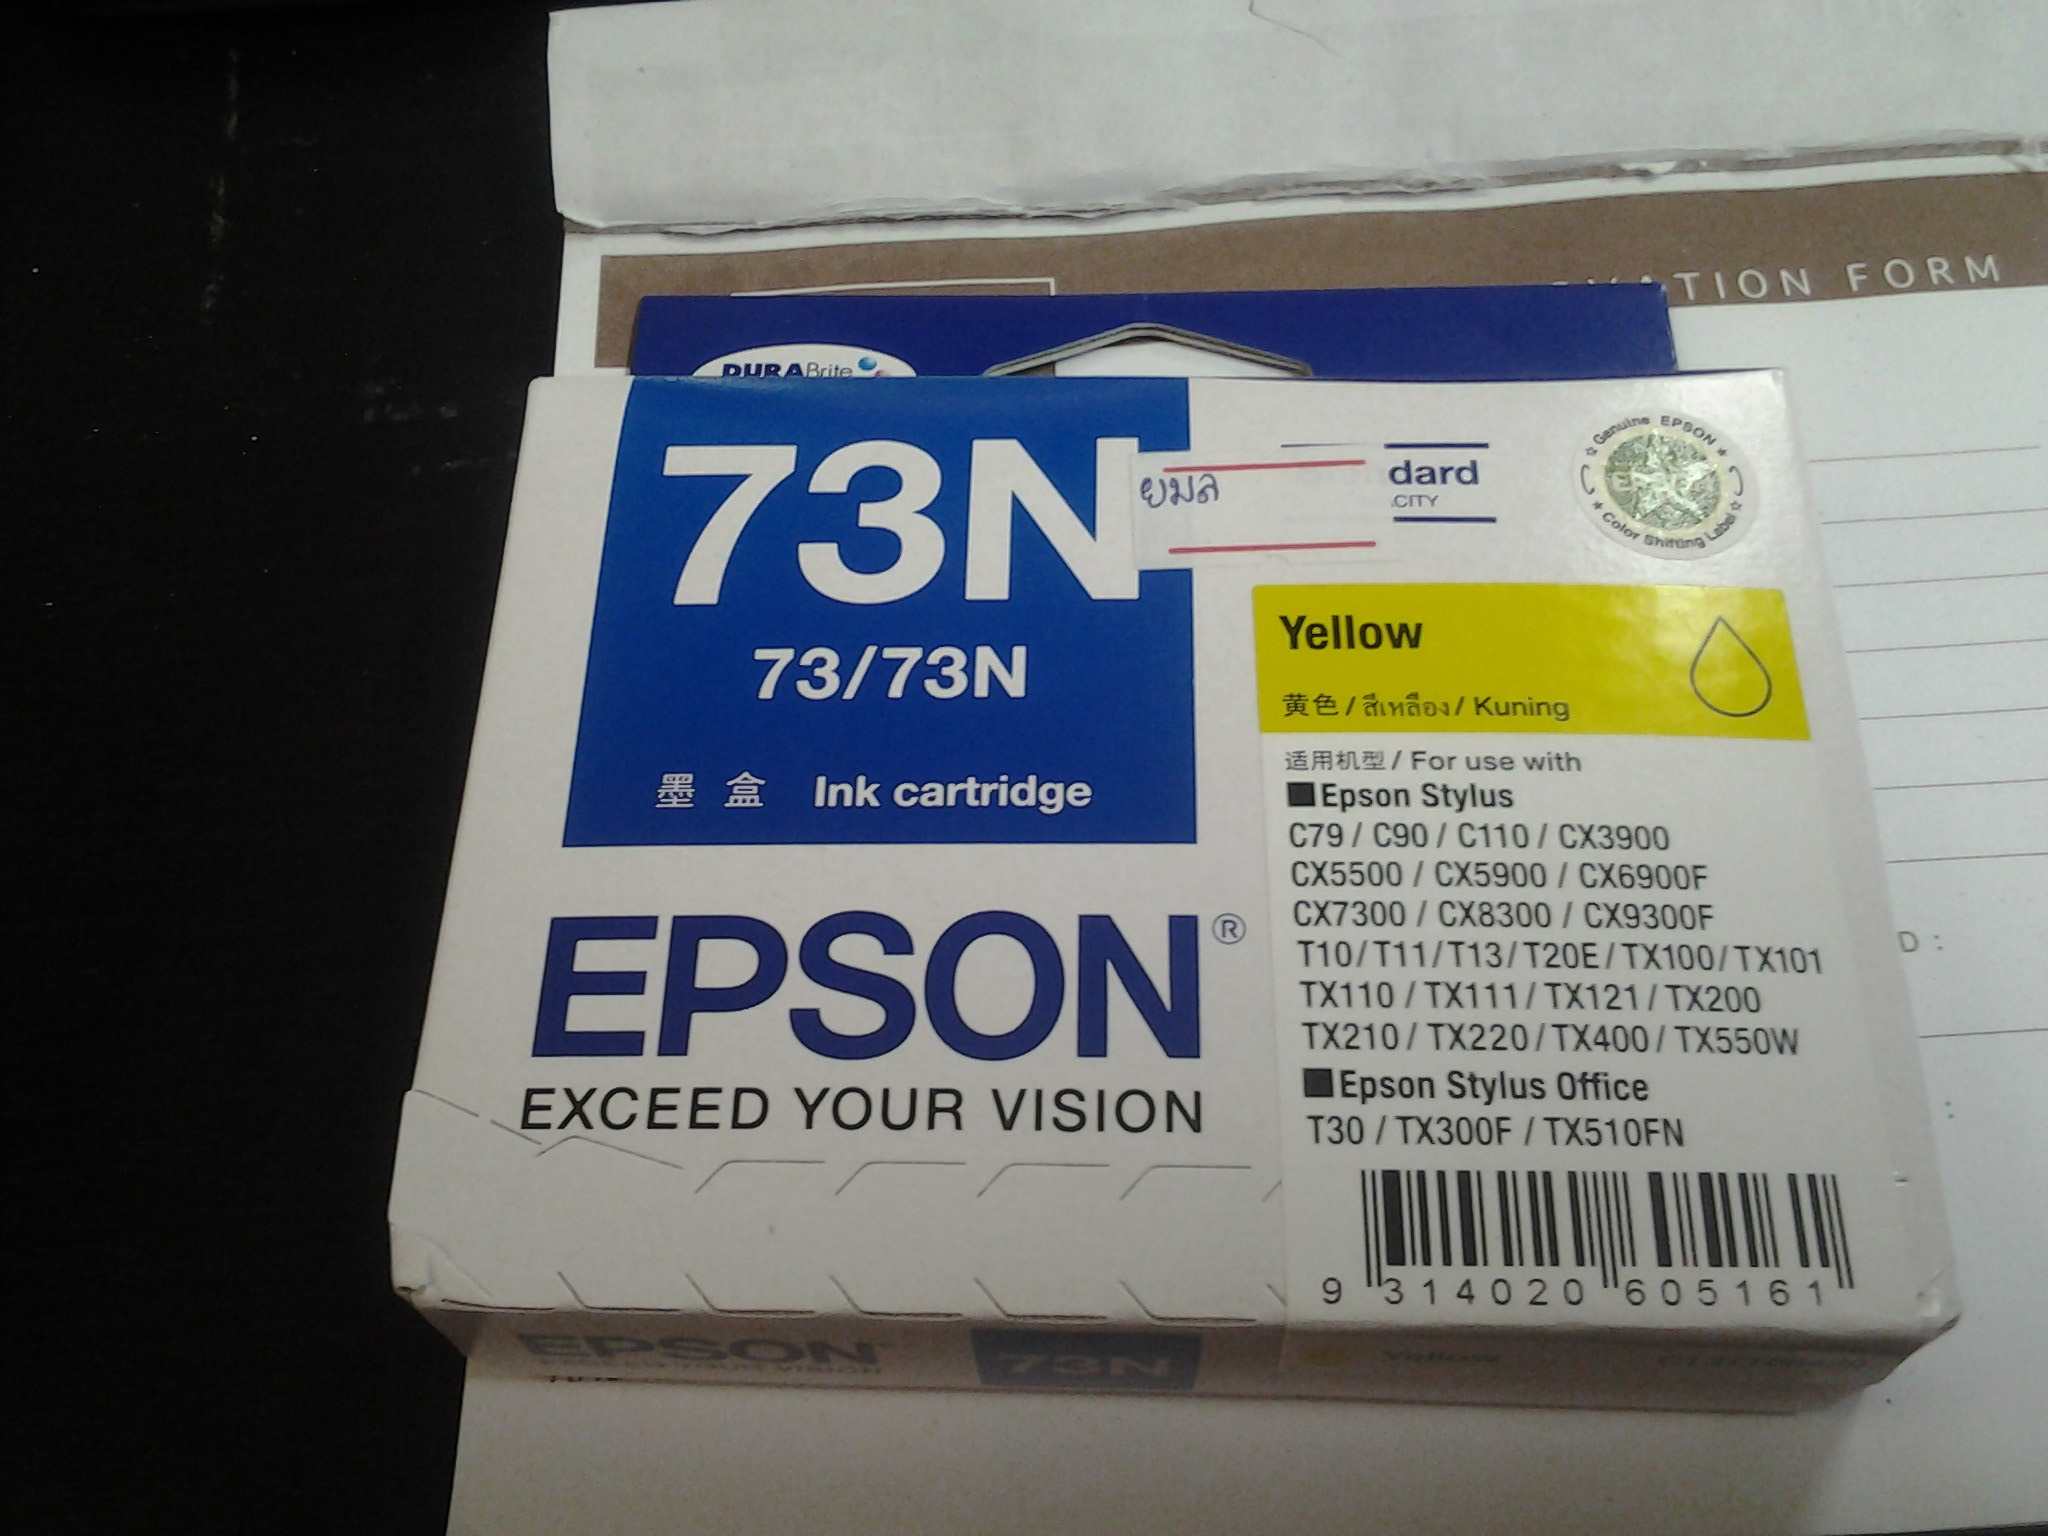 VATION FORM
DURABrite
73N
73/73N
墨盒 Ink cartridge
EPSON®
EXCEED YOUR VISION
ยมล
dard
CITY
Genuine EPSON
Color Shifting Label
Yellow
黄色 / สีเหลือง / Kuning
适用机型 / For use with
■Epson Stylus
C79 / C90 / C110 / CX3900
CX5500 / CX5900 / CX6900F
CX7300 / CX8300 / CX9300F
T10/T11/T13/T20E/TX100/TX101
TX110 / TX111/TX121/TX200
TX210 / TX220/TX400/TX550W
■Epson Stylus Office
T30 / TX300F / TX510FN
9 314020 605161
D :
:
EPSON
73N
Yellow